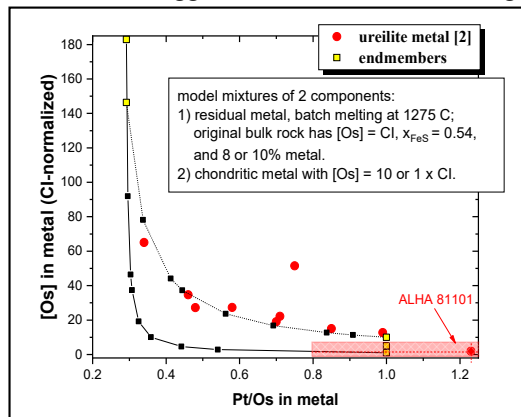 ureilite metal [2]
endmembers
model mixtures of 2 components:
1) residual metal, batch melting at 1275 C;
original bulk rock has [Os] = CI, xFeS = 0.54,
and 8 or 10% metal.
2) chondritic metal with [Os] = 10 or 1 x CI.
ALHA 81101
[Os] in metal (CI-normalized)
180
160
140
120
100
80
60
40
20
0
0.2 0.4 0.6 0.8 1.0 1.2
Pt/Os in metal